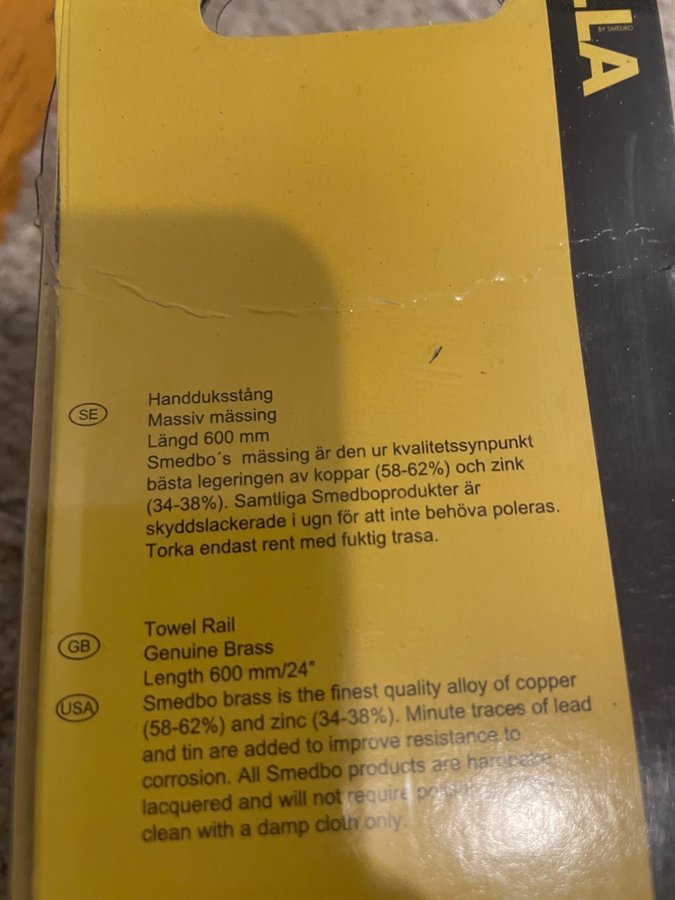 LLA
BY SMEDBO
SE
Handduksstång
Massiv mässing
Längd 600 mm
Smedbo´s mässing är den ur kvalitetssynpunkt
bästa legeringen av koppar (58-62%) och zink
(34-38%). Samtliga Smedboprodukter är
skyddslackerade i ugn för att inte behöva poleras.
Torka endast rent med fuktig trasa.
GB
USA
Towel Rail
Genuine Brass
Length 600 mm/24"
Smedbo brass is the finest quality alloy of copper
(58-62%) and zinc (34-38%). Minute traces of lead
and tin are added to improve resistance to
corrosion. All Smedbo products are
lacquered and will not require
clean with a damp cloth only.